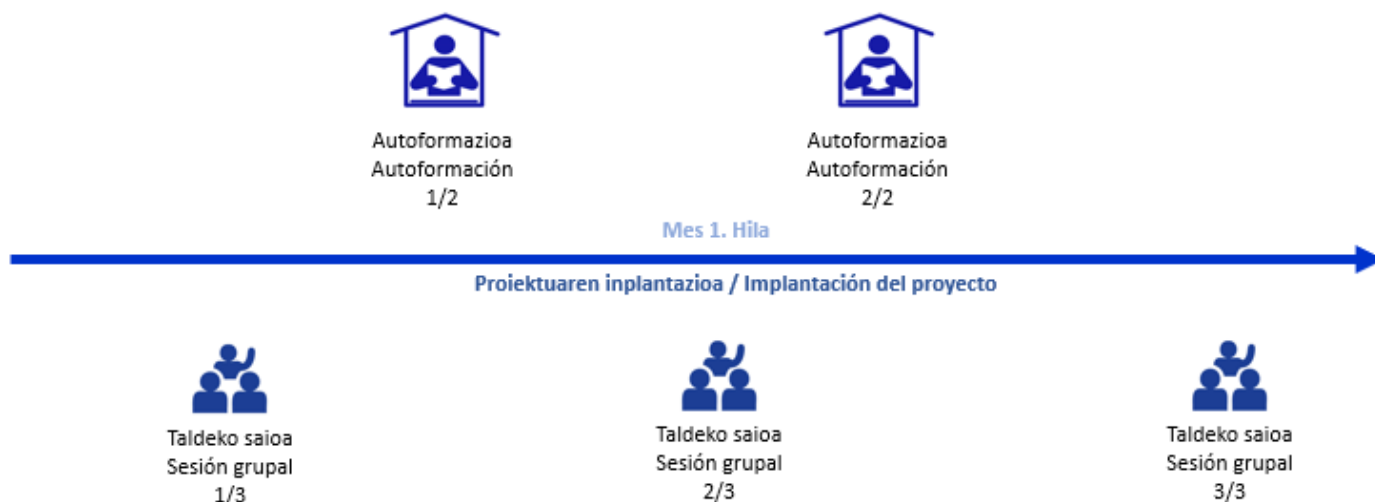 Autoformazioa
Autoformación
1/2
Autoformazioa
Autoformación
2/2
Mes 1. Hila
Proiektuaren inplantazioa / Implantación del proyecto
Taldeko saioa
Sesión grupal
1/3
Taldeko saioa
Sesión grupal
2/3
Taldeko saioa
Sesión grupal
3/3